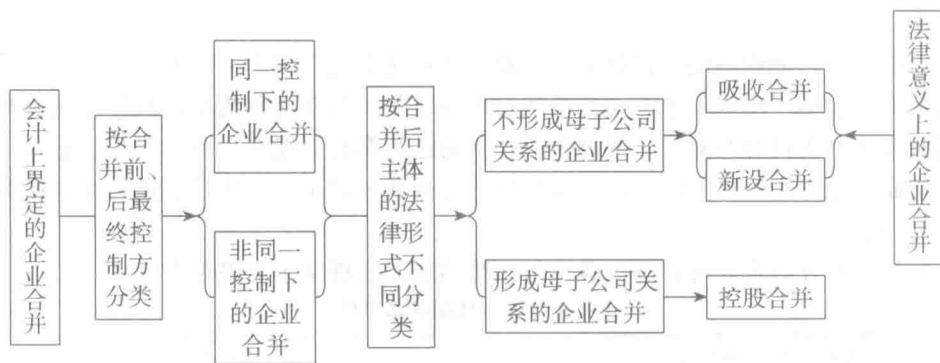 会计上界定的企业合并
按合
并前、
后最
终控
制方
分类
同一控
制下的
企业合并
非同一
控制下
的企业
合并
按合
并后
主体
的法
律形
式不
同分
类
不形成母子公司
关系的企业合并
形成母子公司关
系的企业合并
吸收合并
新设合并
控股合并
法律意义上的企业合并